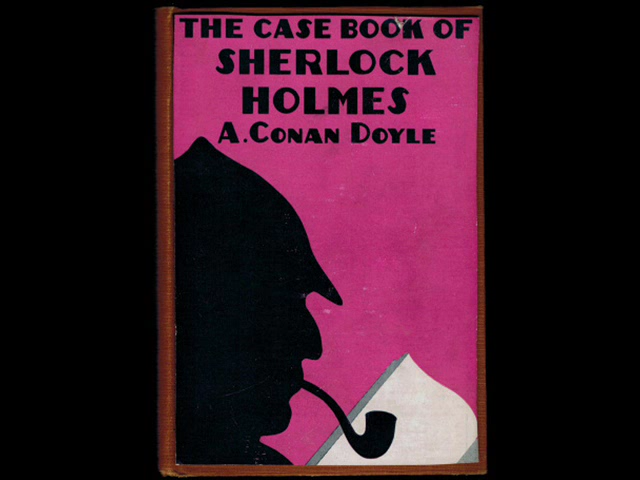 THE CASE BOOK OF
SHERLOCK
HOLMES
A. CONAN DOYLE